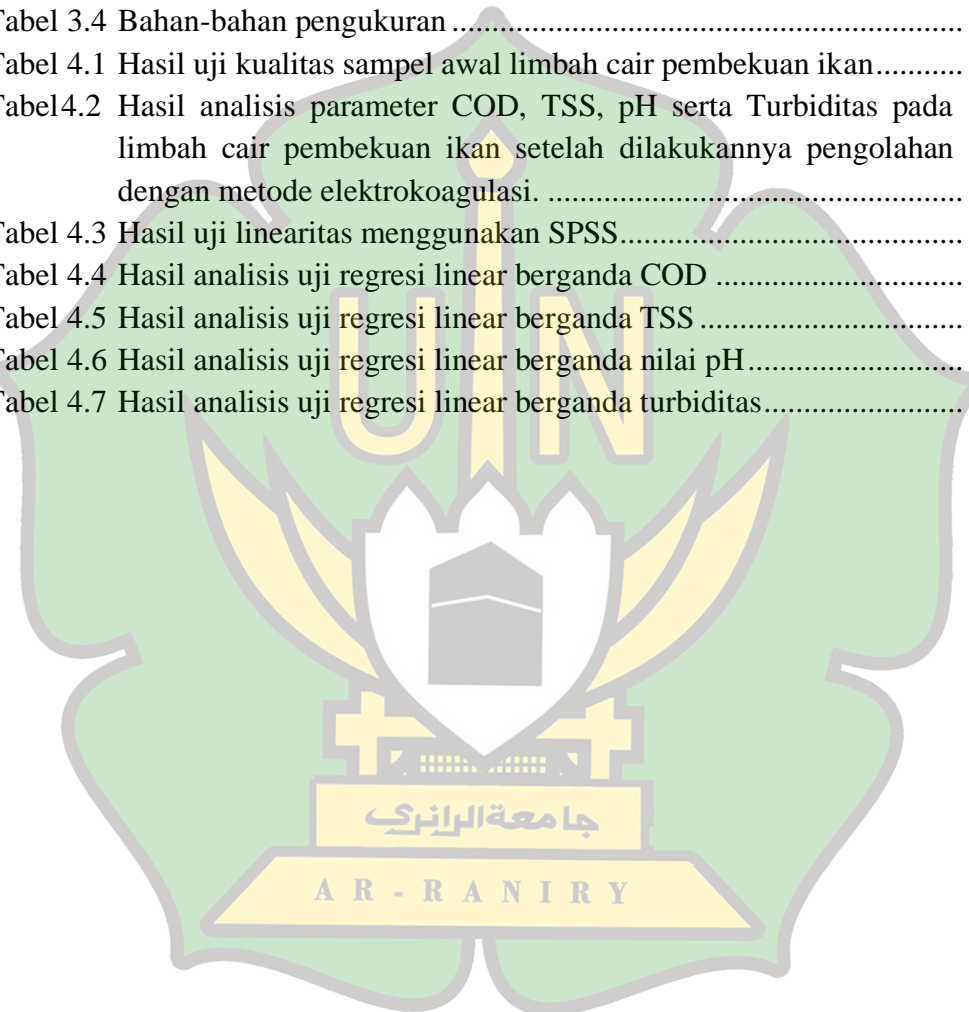 Tabel 3.4 Bahan-bahan pengukuran ................................................................
Tabel 4.1 Hasil uji kualitas sampel awal limbah cair pembekuan ikan...........
Tabel4.2 Hasil analisis parameter COD, TSS, pH serta Turbiditas pada
limbah cair pembekuan ikan setelah dilakukannya pengolahan
dengan metode elektrokoagulasi. ....................................................
Tabel 4.3 Hasil uji linearitas menggunakan SPSS...........................................
Tabel 4.4 Hasil analisis uji regresi linear berganda COD ...............................
Tabel 4.5 Hasil analisis uji regresi linear berganda TSS .................................
Tabel 4.6 Hasil analisis uji regresi linear berganda nilai pH...........................
Tabel 4.7 Hasil analisis uji regresi linear berganda turbiditas.........................
UIN
جامعة الرانري
AR-RANIRY